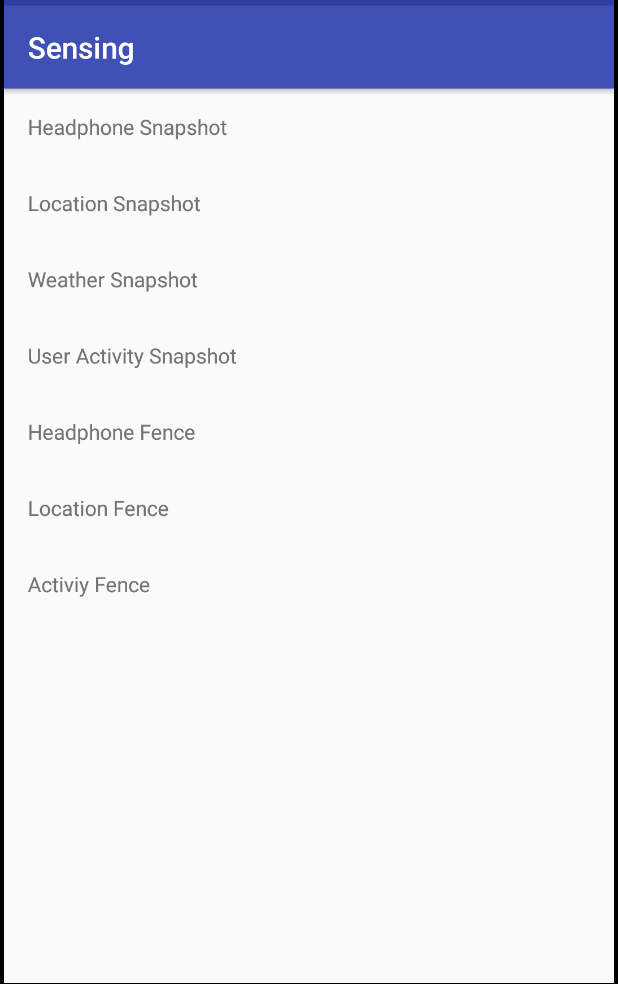 Sensing
Headphone Snapshot
Location Snapshot
Weather Snapshot
User Activity Snapshot
Headphone Fence
Location Fence
Activiy Fence